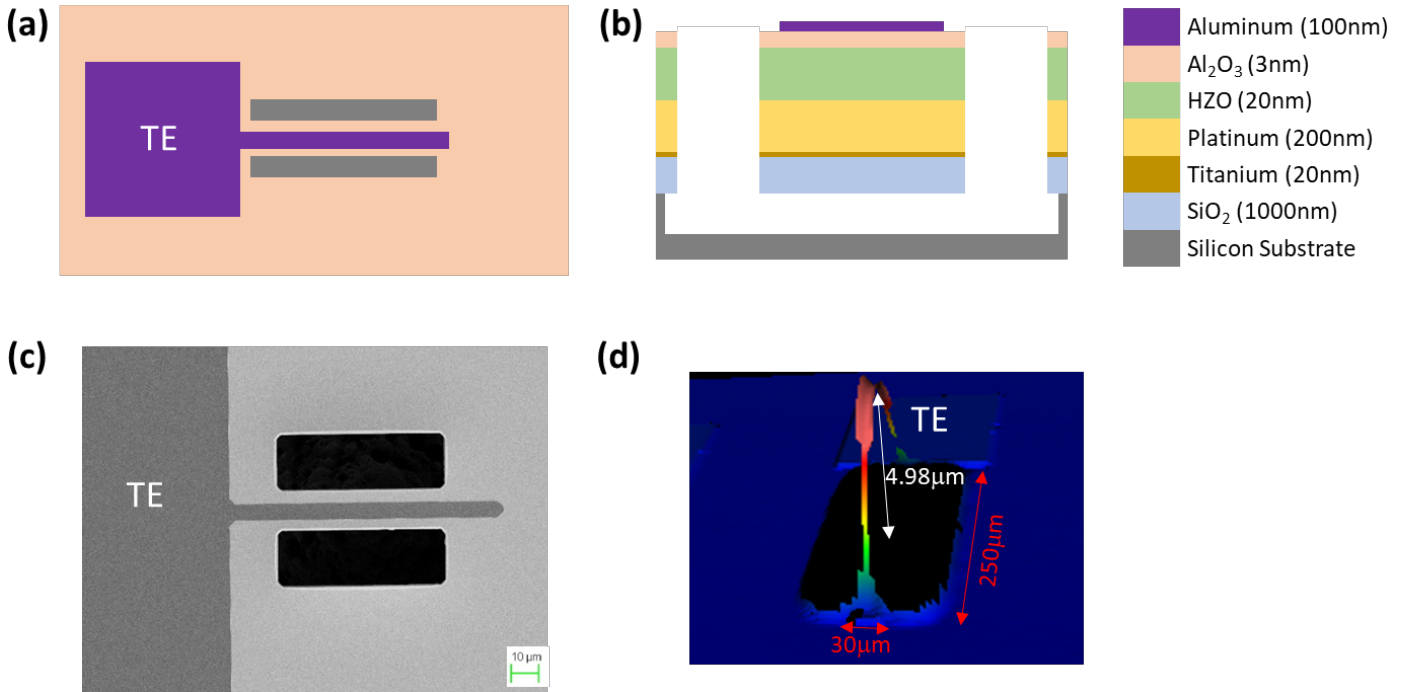 (a)
TE
(b)
Aluminum (100nm)
Al₂O₃ (3nm)
HZO (20nm)
Platinum (200nm)
Titanium (20nm)
SiO₂ (1000nm)
Silicon Substrate
(c)
TE
10 μm
(d)
TE
4.98μm
250μm
30μm